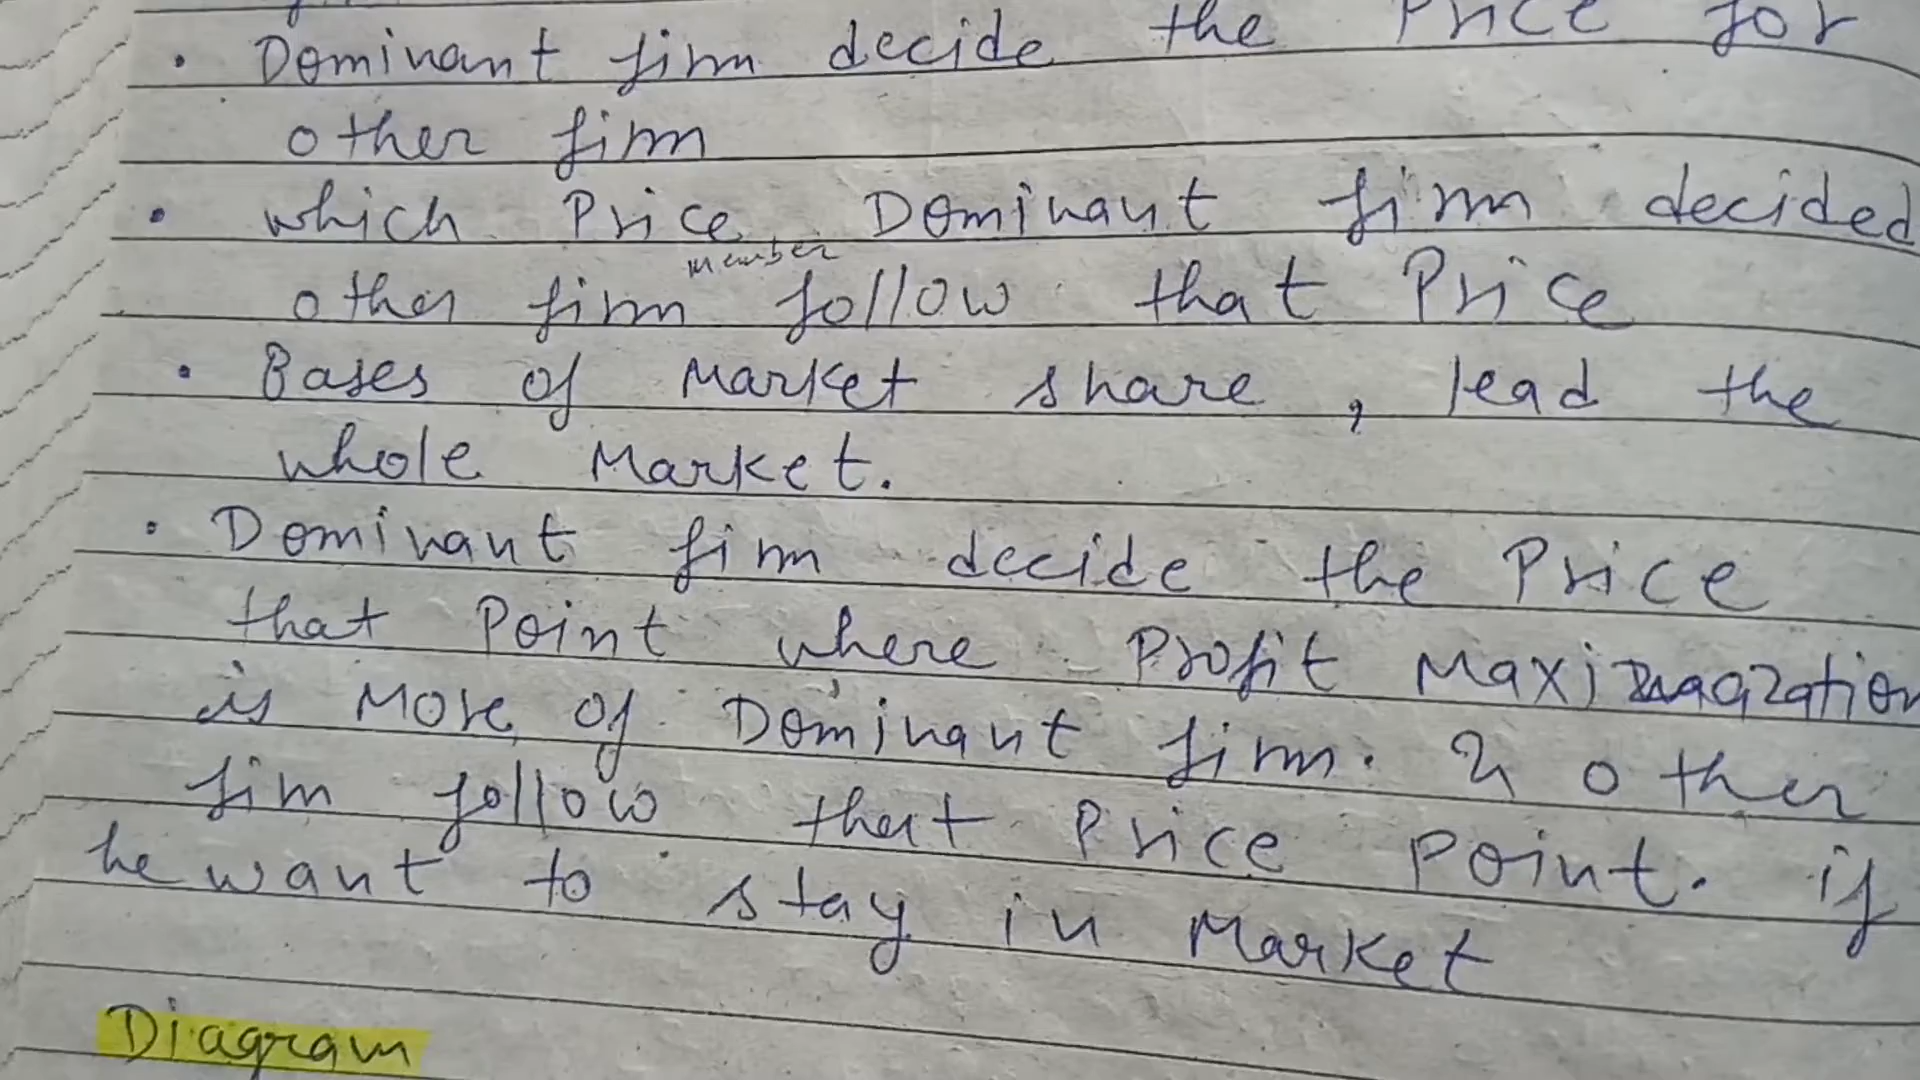 • Dominant firm decide the Price for
other firm
• which Price Dominant firm decided
member
other firm follow that Price
• Bases of Market share, lead the
whole Market.
• Dominant firm decide the Price
that Point where Profit
is More of Dominant firm. & other
firm follow that Price Point. if
he want to stay in Market
Diagram